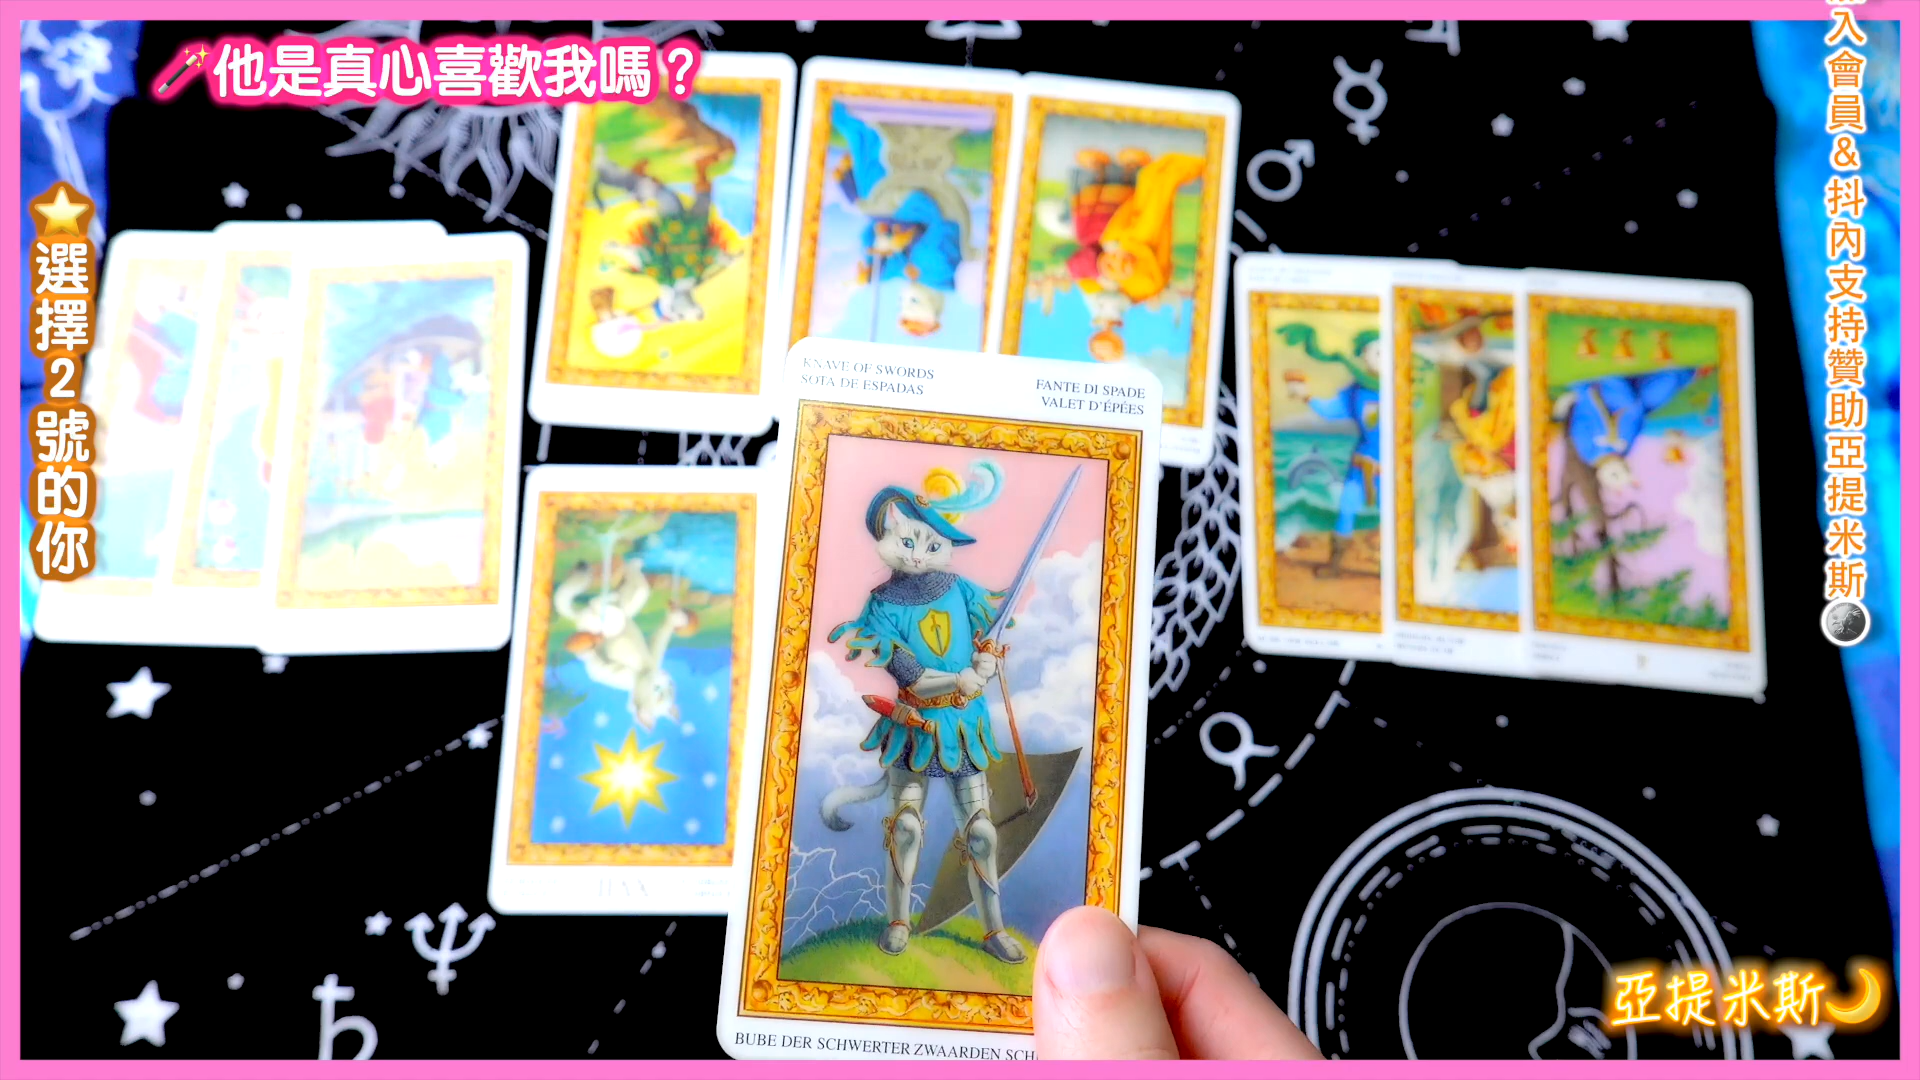 他是真心喜歡我嗎？
選擇2號的你
入會員&抖內支持贊助亞提米斯
KNAVE OF SWORDS
SOTA DE ESPADAS
FANTE DI SPADE
VALET D'ÉPÉES
BUBE DER SCHWERTER
ZWAARDEN
亞提米斯